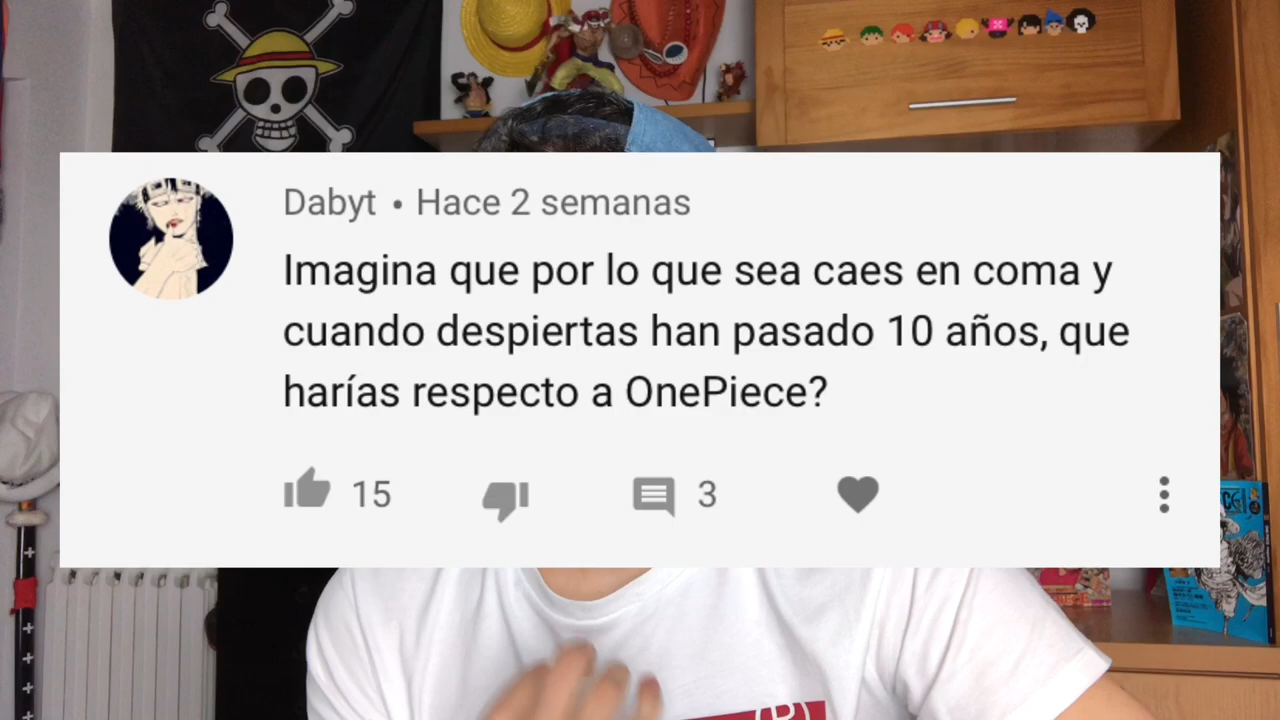 Dabyt • Hace 2 semanas
Imagina que por lo que sea caes en coma y
cuando despiertas han pasado 10 años, que
harías respecto a OnePiece?
15
3